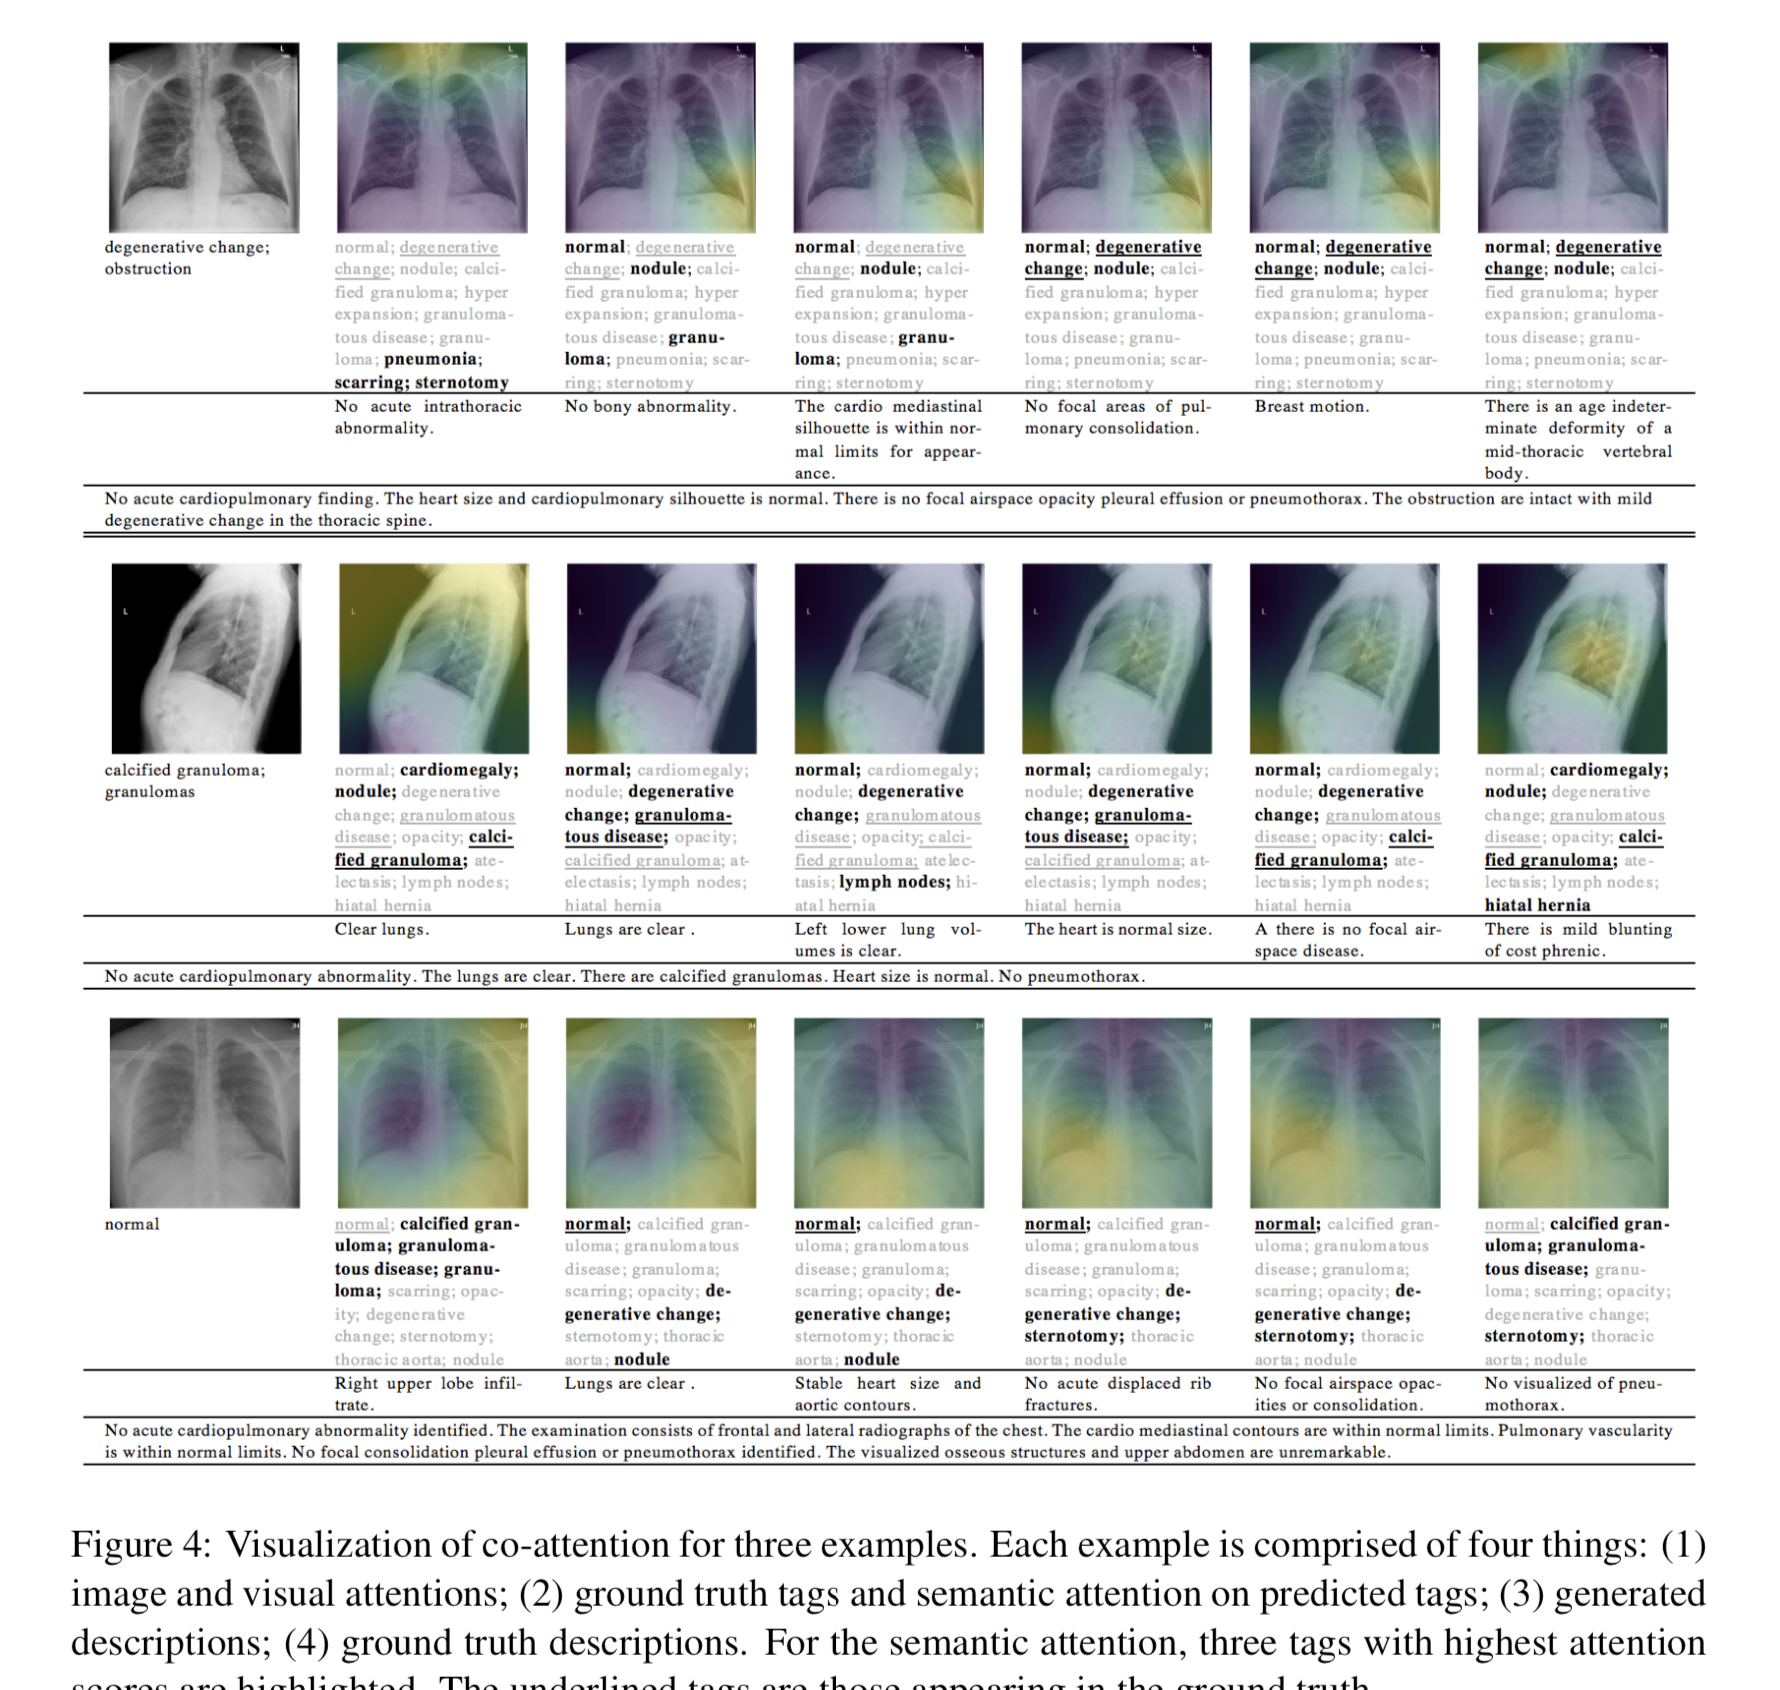 degenerative change;
obstruction
normal; degenerative
change; nodule; calci-
fied granuloma; hyper
expansion; granuloma-
tous disease; granu-
loma; pneumonia;
scarring; sternotomy
normal; degenerative
change; nodule; calci-
fied granuloma; hyper
expansion; granuloma-
tous disease; granu-
loma; pneumonia; scar-
ring; sternotomy
normal; degenerative
change; nodule; calci-
fied granuloma; hyper
expansion; granuloma-
tous disease; granu-
loma; pneumonia; scar-
ring; sternotomy
normal; degenerative
change; nodule; calci-
fied granuloma; hyper
expansion; granuloma-
tous disease; granu-
loma; pneumonia; scar-
ring; sternotomy
normal; degenerative
change; nodule; calci-
fied granuloma; hyper
expansion; granuloma-
tous disease; granu-
loma; pneumonia; scar-
ring; sternotomy
normal; degenerative
change; nodule; calci-
fied granuloma; hyper
expansion; granuloma-
tous disease; granu-
loma; pneumonia; scar-
ring; sternotomy
No acute intrathoracic
abnormality.
No bony abnormality.
The cardio mediastinal
silhouette is within nor-
mal limits for appear-
ance.
No focal areas of pul-
monary consolidation.
Breast motion.
There is an age indeter-
minate deformity of a
mid-thoracic vertebral
body.
No acute cardiopulmonary finding. The heart size and cardiopulmonary silhouette is normal. There is no focal airspace opacity pleural effusion or pneumothorax. The obstruction are intact with mild
degenerative change in the thoracic spine.
L
L
L
L
L
L
L
calcified granuloma;
granulomas
normal; cardiomegaly;
nodule; degenerative
change; granulomatous
disease; opacity; calci-
fied granuloma; ate-
lectasis; lymph nodes;
hiatal hernia
normal; cardiomegaly;
nodule; degenerative
change; granuloma-
tous disease; opacity;
calcified granuloma; at-
electasis; lymph nodes;
hiatal hernia
normal; cardiomegaly;
nodule; degenerative
change; granulomatous
disease; opacity; calci-
fied granuloma; atelec-
tasis; lymph nodes; hi-
atal hernia
normal; cardiomegaly;
nodule; degenerative
change; granuloma-
tous disease; opacity;
calcified granuloma; at-
electasis; lymph nodes;
hiatal hernia
normal; cardiomegaly;
nodule; degenerative
change; granulomatous
disease; opacity; calci-
fied granuloma; ate-
lectasis; lymph nodes;
hiatal hernia
normal; cardiomegaly;
nodule; degenerative
change; granulomatous
disease; opacity; calci-
fied granuloma; ate-
lectasis; lymph nodes;
hiatal hernia
Clear lungs.
Lungs are clear .
Left lower lung vol-
umes is clear.
The heart is normal size.
A there is no focal air-
space disease.
There is mild blunting
of cost phrenic.
No acute cardiopulmonary abnormality. The lungs are clear. There are calcified granulomas. Heart size is normal. No pneumothorax.
normal
normal; calcified gran-
uloma; granuloma-
tous disease; granu-
loma; scarring; opac-
ity; degenerative
change; sternotomy;
thoracic aorta; nodule
normal; calcified gran-
uloma; granulomatous
disease; granuloma;
scarring; opacity; de-
generative change;
sternotomy; thoracic
aorta; nodule
normal; calcified gran-
uloma; granulomatous
disease; granuloma;
scarring; opacity; de-
generative change;
sternotomy; thoracic
aorta; nodule
normal; calcified gran-
uloma; granulomatous
disease; granuloma;
scarring; opacity; de-
generative change;
sternotomy; thoracic
aorta; nodule
normal; calcified gran-
uloma; granulomatous
disease; granuloma;
scarring; opacity; de-
generative change;
sternotomy; thoracic
aorta; nodule
normal; calcified gran-
uloma; granuloma-
tous disease; granu-
loma; scarring; opacity;
degenerative change;
sternotomy; thoracic
aorta; nodule
Right upper lobe infil-
trate.
Lungs are clear .
Stable heart size and
aortic contours.
No acute displaced rib
fractures.
No focal airspace opac-
ities or consolidation.
No visualized of pneu-
mothorax.
No acute cardiopulmonary abnormality identified. The examination consists of frontal and lateral radiographs of the chest. The cardio mediastinal contours are within normal limits. Pulmonary vascularity
is within normal limits. No focal consolidation pleural effusion or pneumothorax identified. The visualized osseous structures and upper abdomen are unremarkable.
Figure 4: Visualization of co-attention for three examples. Each example is comprised of four things: (1)
image and visual attentions; (2) ground truth tags and semantic attention on predicted tags; (3) generated
descriptions; (4) ground truth descriptions. For the semantic attention, three tags with highest attention
scores are highlighted. The underlined tags are those appearing in the ground truth.